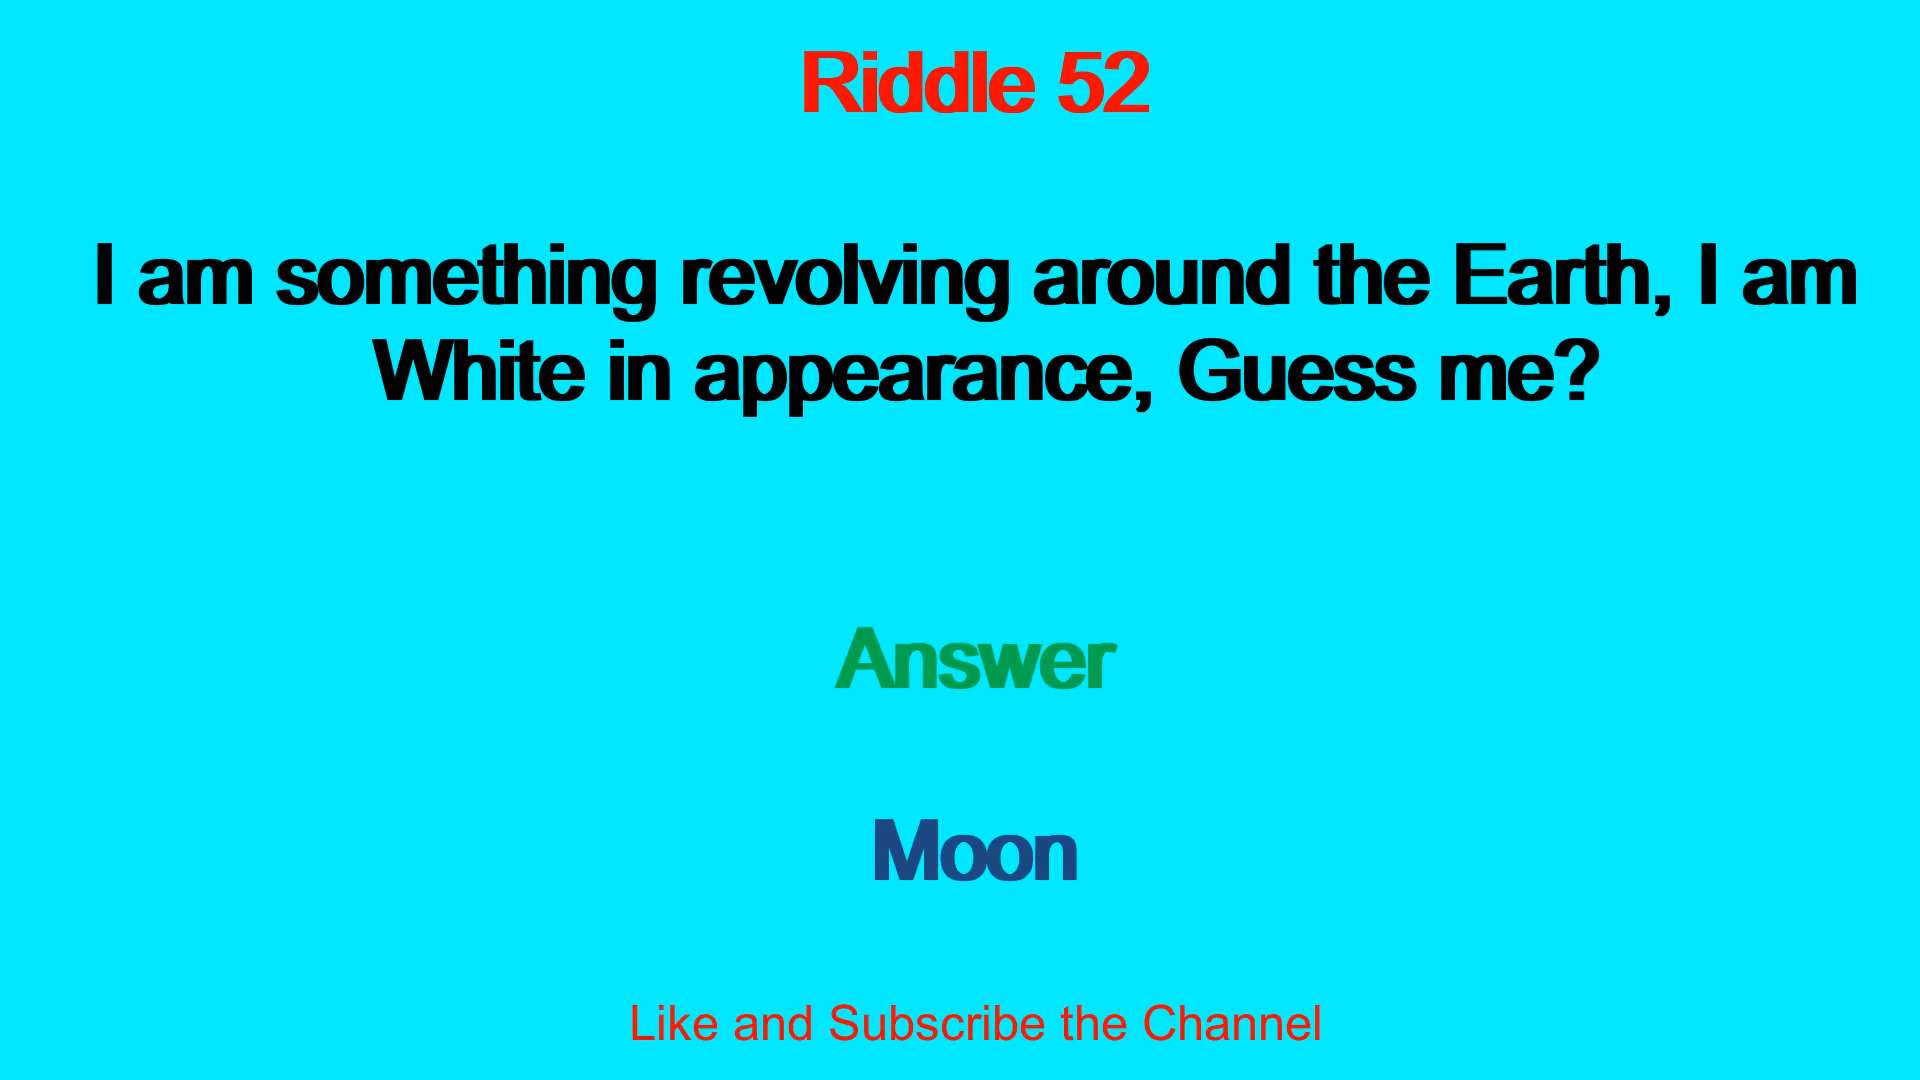 Riddle 52
I am something revolving around the Earth, I am
White in appearance, Guess me?
Answer
Moon
Like and Subscribe the Channel